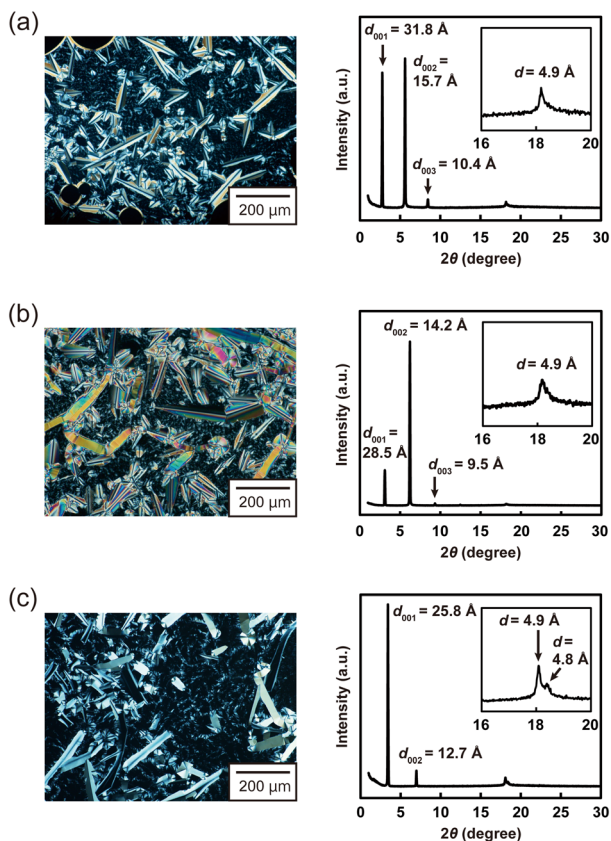 (a)
200 μm
Intensity (a.u.)
d001 = 31.8 Å
d002 =
15.7 Å
d003 = 10.4 Å
d = 4.9 Å
16 18 20
0 5 10 15 20 25 30
2θ (degree)
(b)
200 μm
Intensity (a.u.)
d002 = 14.2 Å
d001 =
28.5 Å
d003 = 9.5 Å
d = 4.9 Å
16 18 20
0 5 10 15 20 25 30
2θ (degree)
(c)
200 μm
Intensity (a.u.)
d001 = 25.8 Å
d002 = 12.7 Å
d = 4.9 Å
d =
4.8 Å
16 18 20
0 5 10 15 20 25 30
2θ (degree)